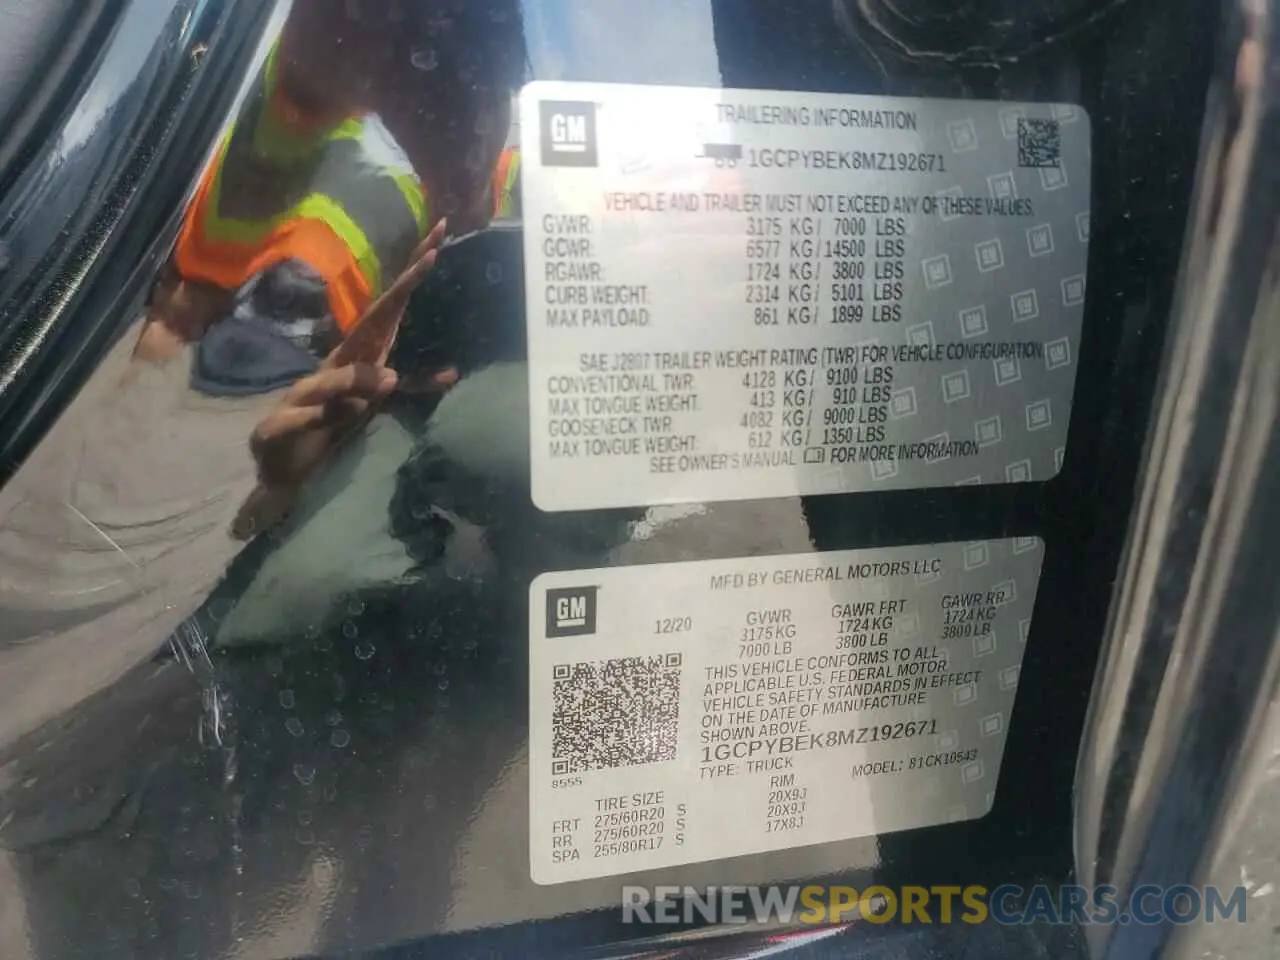 GM
TRAILERING INFORMATION
1GCPYBEK8MZ192671
VEHICLE AND TRAILER MUST NOT EXCEED ANY OF THESE VALUES.
GVWR: 3175 KG/ 7000 LBS
GCWR: 6577 KG/14500 LBS
RGAWR: 1724 KG/ 3800 LBS
CURB WEIGHT: 2314 KG/ 5101 LBS
MAX PAYLOAD: 861 KG/ 1899 LBS
SAE J2807 TRAILER WEIGHT RATING (TWR) FOR VEHICLE CONFIGURATION
CONVENTIONAL TWR: 4128 KG/ 9100 LBS
MAX TONGUE WEIGHT: 413 KG/ 910 LBS
GOOSENECK TWR: 4082 KG/ 9000 LBS
MAX TONGUE WEIGHT: 612 KG/ 1350 LBS
SEE OWNER'S MANUAL FOR MORE INFORMATION
GM
MFD BY GENERAL MOTORS LLC
12/20 GVWR GAWR FRT GAWR RR
3175 KG 1724 KG 1724 KG
7000 LB 3800 LB 3800 LB
THIS VEHICLE CONFORMS TO ALL
APPLICABLE U.S. FEDERAL MOTOR
VEHICLE SAFETY STANDARDS IN EFFECT
ON THE DATE OF MANUFACTURE
SHOWN ABOVE.
1GCPYBEK8MZ192671
TYPE: TRUCK MODEL: 81CK10543
8555
TIRE SIZE RIM
FRT 275/60R20 S 20X9J
RR 275/60R20 S 20X9J
SPA 255/80R17 S 17X8J
RENEWSPORTSCARS.COM